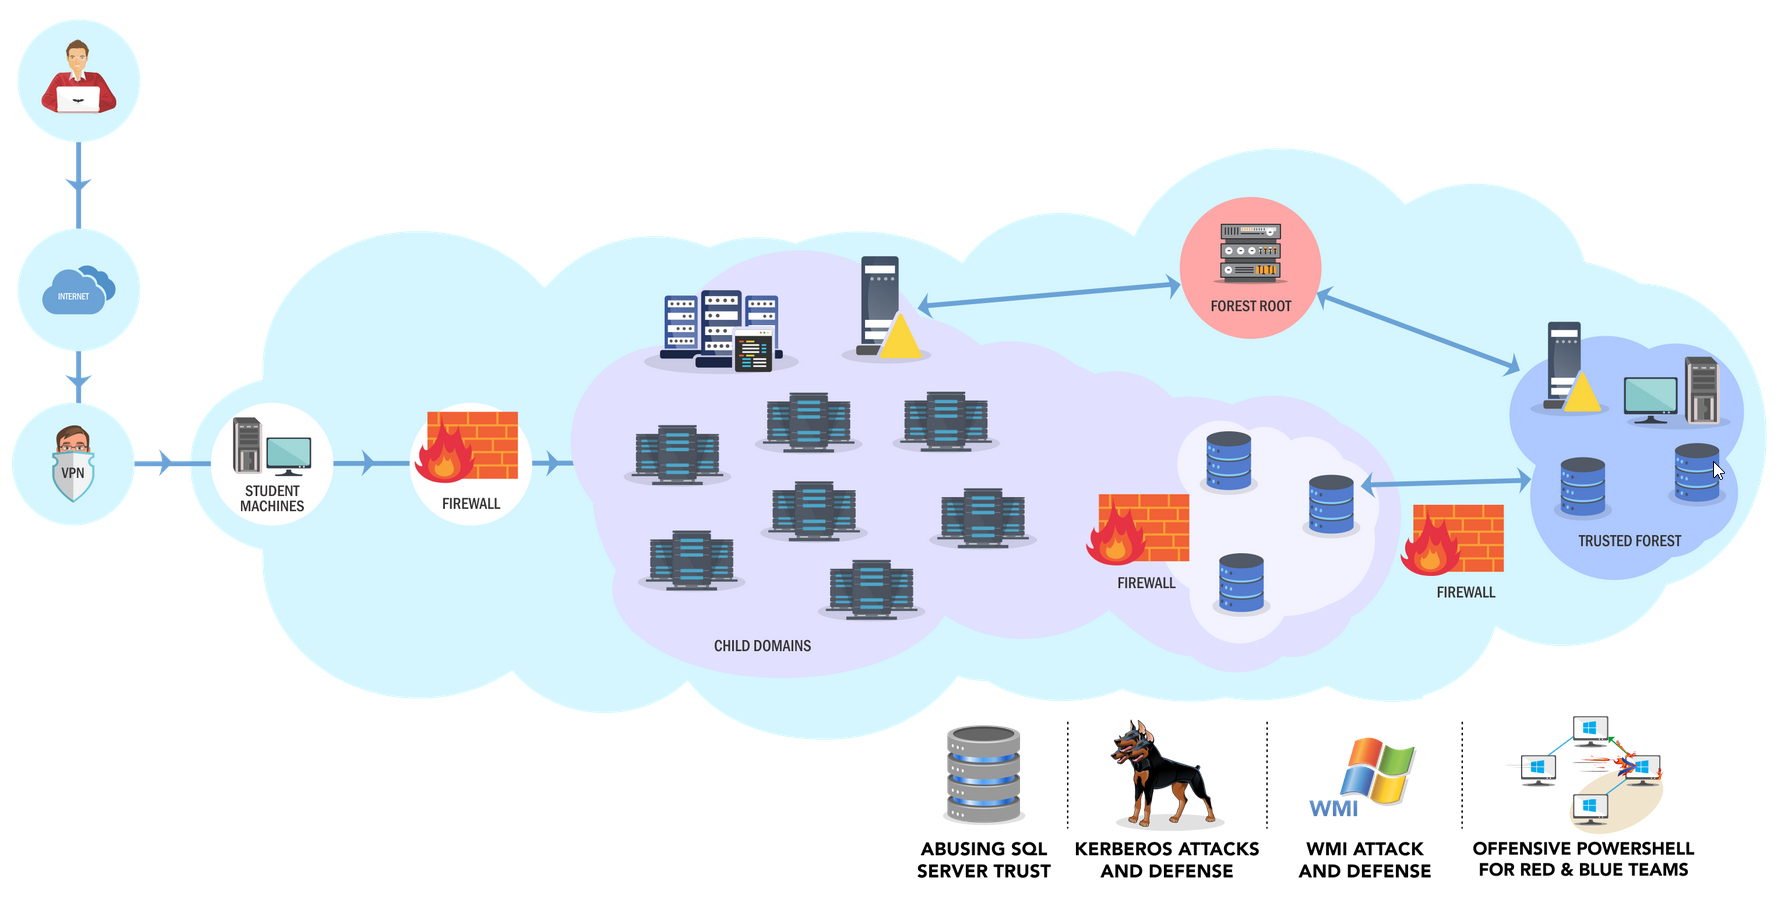 INTERNET
VPN
STUDENT
MACHINES
FIREWALL
CHILD DOMAINS
FOREST ROOT
FIREWALL
FIREWALL
TRUSTED FOREST
ABUSING SQL
SERVER TRUST
KERBEROS ATTACKS
AND DEFENSE
WMI
WMI ATTACK
AND DEFENSE
OFFENSIVE POWERSHELL
FOR RED & BLUE TEAMS